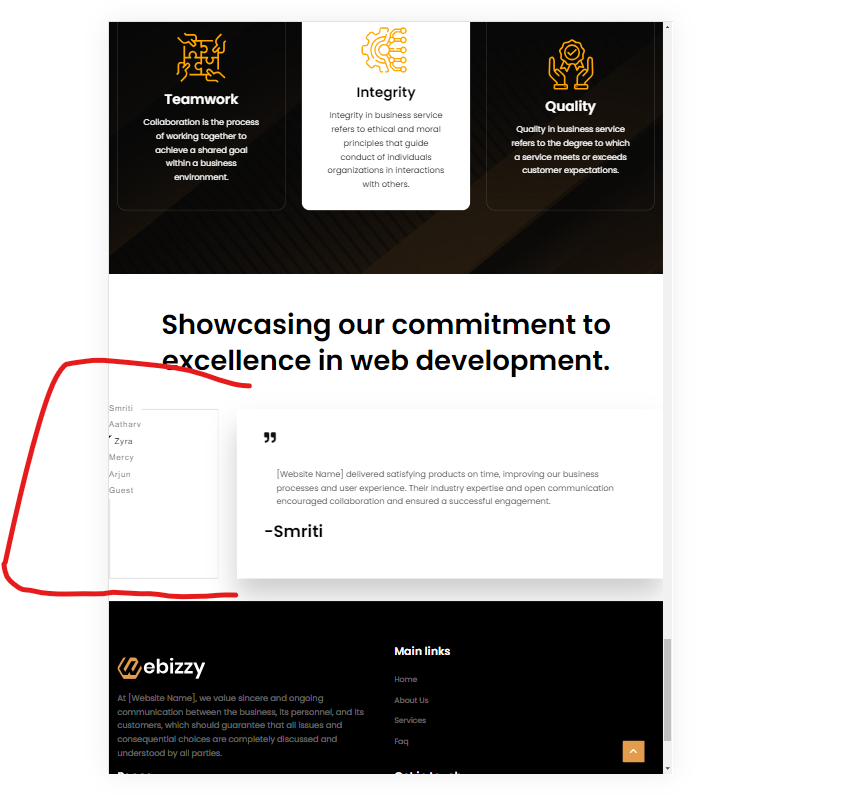 Teamwork
Collaboration is the process
of working together to
achieve a shared goal
within a business
environment.
Integrity
Integrity in business service
refers to ethical and moral
principles that guide
conduct of individuals
organizations in interactions
with others.
Quality
Quality in business service
refers to the degree to which
a service meets or exceeds
customer expectations.
Showcasing our commitment to
excellence in web development.
Smriti
Aatharv
Zyra
Mercy
Arjun
Guest
[Website Name] delivered satisfying products on time, improving our business
processes and user experience. Their industry expertise and open communication
encouraged collaboration and ensured a successful engagement.
-Smriti
ebizzy
At [Website Name], we value sincere and ongoing
communication between the business, its personnel, and its
customers, which should guarantee that all issues and
consequential choices are completely discussed and
understood by all parties.
Main links
Home
About Us
Services
Faq